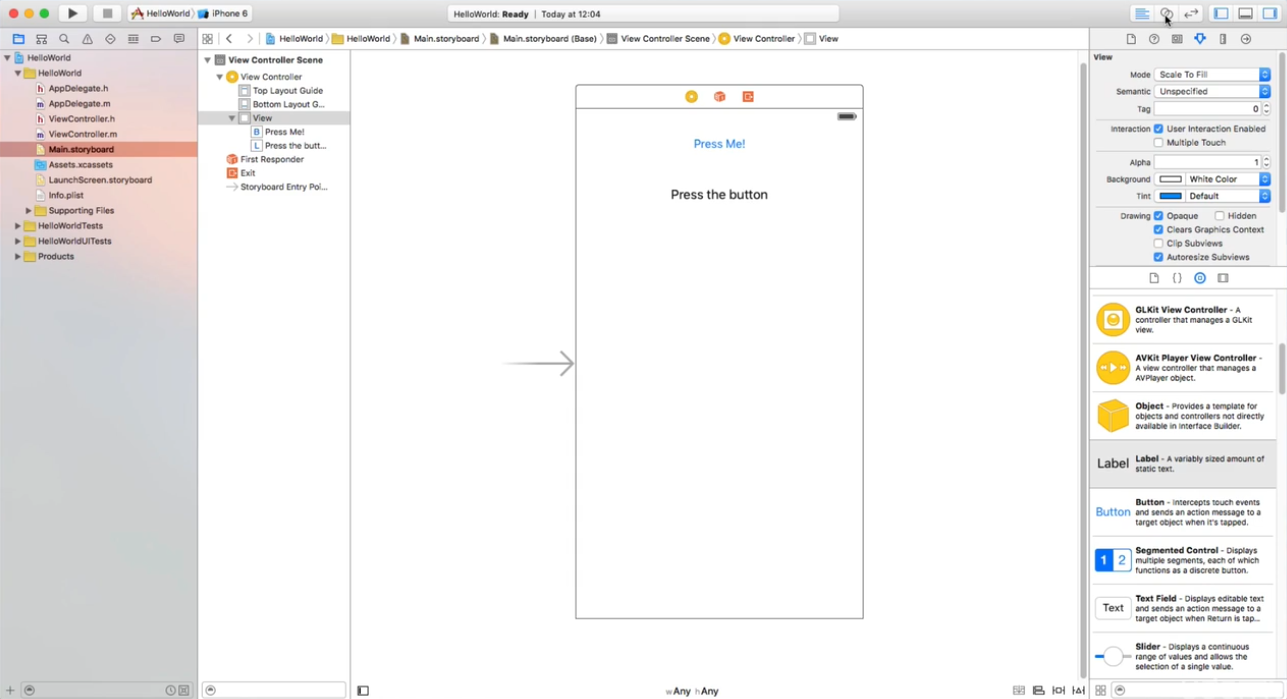 HelloWorld iPhone 6
HelloWorld: Ready | Today at 12:04
HelloWorld HelloWorld Main.storyboard Main.storyboard (Base) View Controller Scene View Controller View
HelloWorld
HelloWorld
h AppDelegate.h
m AppDelegate.m
h ViewController.h
m ViewController.m
Main.storyboard
Assets.xcassets
LaunchScreen.storyboard
Info.plist
Supporting Files
HelloWorldTests
HelloWorldUITests
Products
View Controller Scene
View Controller
Top Layout Guide
Bottom Layout G...
View
B Press Me!
L Press the butt...
First Responder
Exit
Storyboard Entry Poi...
Press Me!
Press the button
wAny hAny
View
Mode Scale To Fill
Semantic Unspecified
Tag 0
Interaction User Interaction Enabled
Multiple Touch
Alpha 1
Background White Color
Tint Default
Drawing Opaque Hidden
Clears Graphics Context
Clip Subviews
Autoresize Subviews
GLKit View Controller - A
controller that manages a GLKit
view.
AVKit Player View Controller -
A view controller that manages a
AVPlayer object.
Object - Provides a template for
objects and controllers not directly
available in Interface Builder.
Label
Label - A variably sized amount of
static text.
Button
Button - Intercepts touch events
and sends an action message to a
target object when it's tapped.
1 2
Segmented Control - Displays
multiple segments, each of which
functions as a discrete button.
Text
Text Field - Displays editable text
and sends an action message to a
target object when Return is tap...
Slider - Displays a continuous
range of values and allows the
selection of a single value.